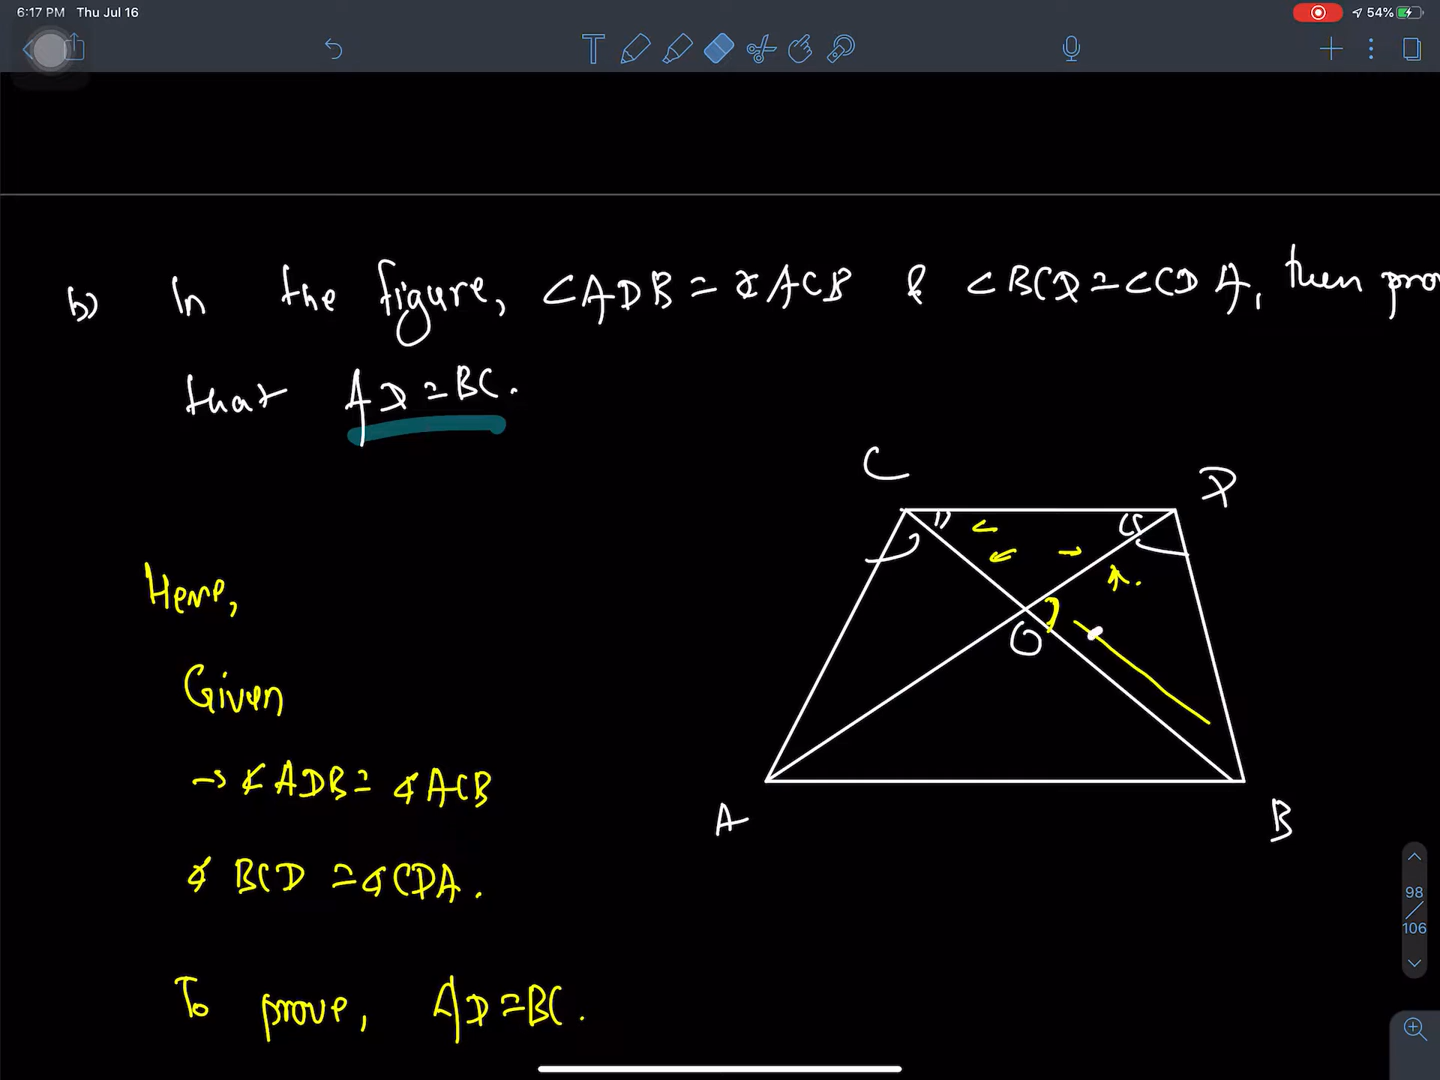 6:17 PM Thu Jul 16
54%
b) In the figure, <ADB = ∡ACB & <BCD = <CDA, then pro
that AD = BC.
C
D
Here,
O
Given
→ ∡ADB = ∡ACB
A
B
∡BCD = ∡CDA.
98
106
To prove, AD = BC.